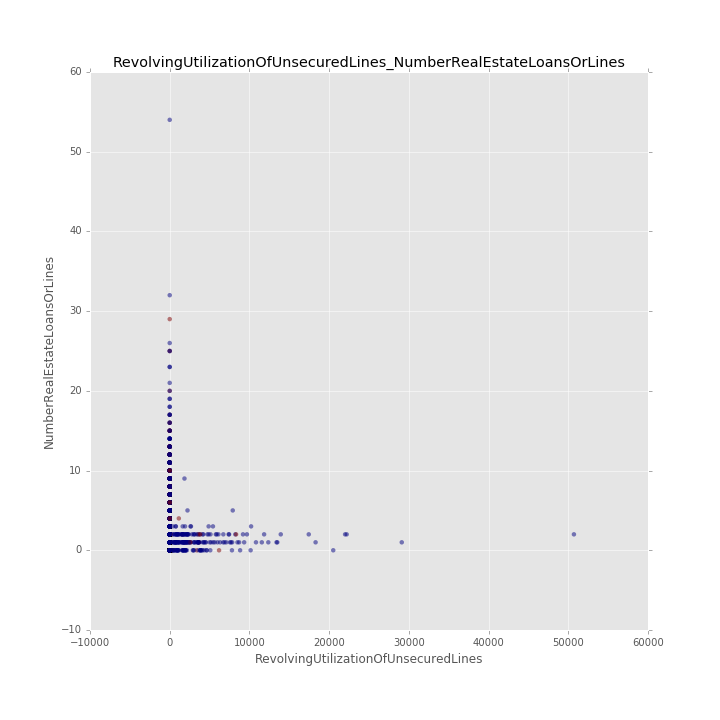 RevolvingUtilizationOfUnsecuredLines_NumberRealEstateLoansOrLines
60
50
40
30
20
10
0
−10
NumberRealEstateLoansOrLines
−10000 0 10000 20000 30000 40000 50000 60000
RevolvingUtilizationOfUnsecuredLines